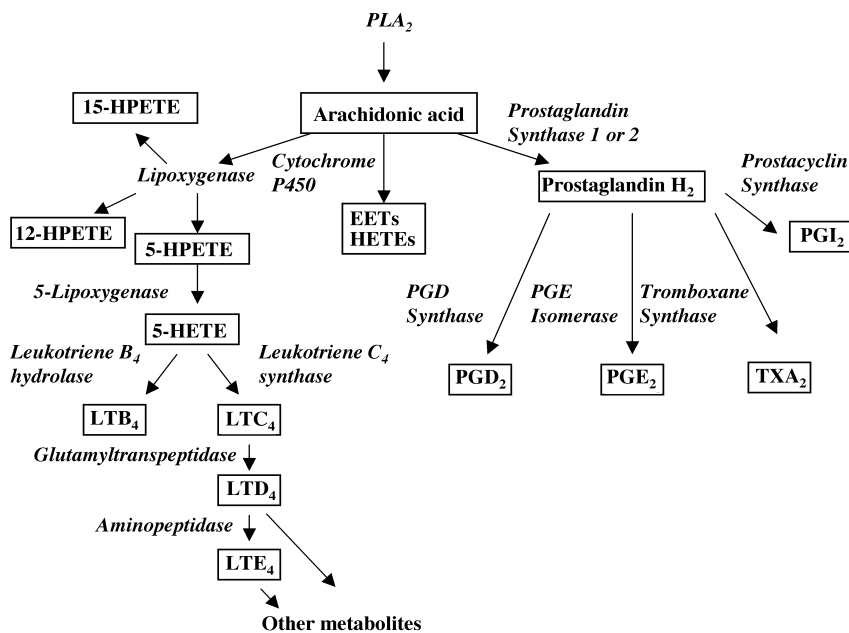 PLA₂
Arachidonic acid
15-HPETE
Prostaglandin
Synthase 1 or 2
Lipoxygenase
Cytochrome
P450
Prostaglandin H₂
Prostacyclin
Synthase
12-HPETE
5-HPETE
EETs
HETEs
PGI₂
5-Lipoxygenase
PGD
Synthase
PGE
Isomerase
Tromboxane
Synthase
5-HETE
Leukotriene B₄
hydrolase
Leukotriene C₄
synthase
PGD₂
PGE₂
TXA₂
LTB₄
LTC₄
Glutamyltranspeptidase
LTD₄
Aminopeptidase
LTE₄
Other metabolites